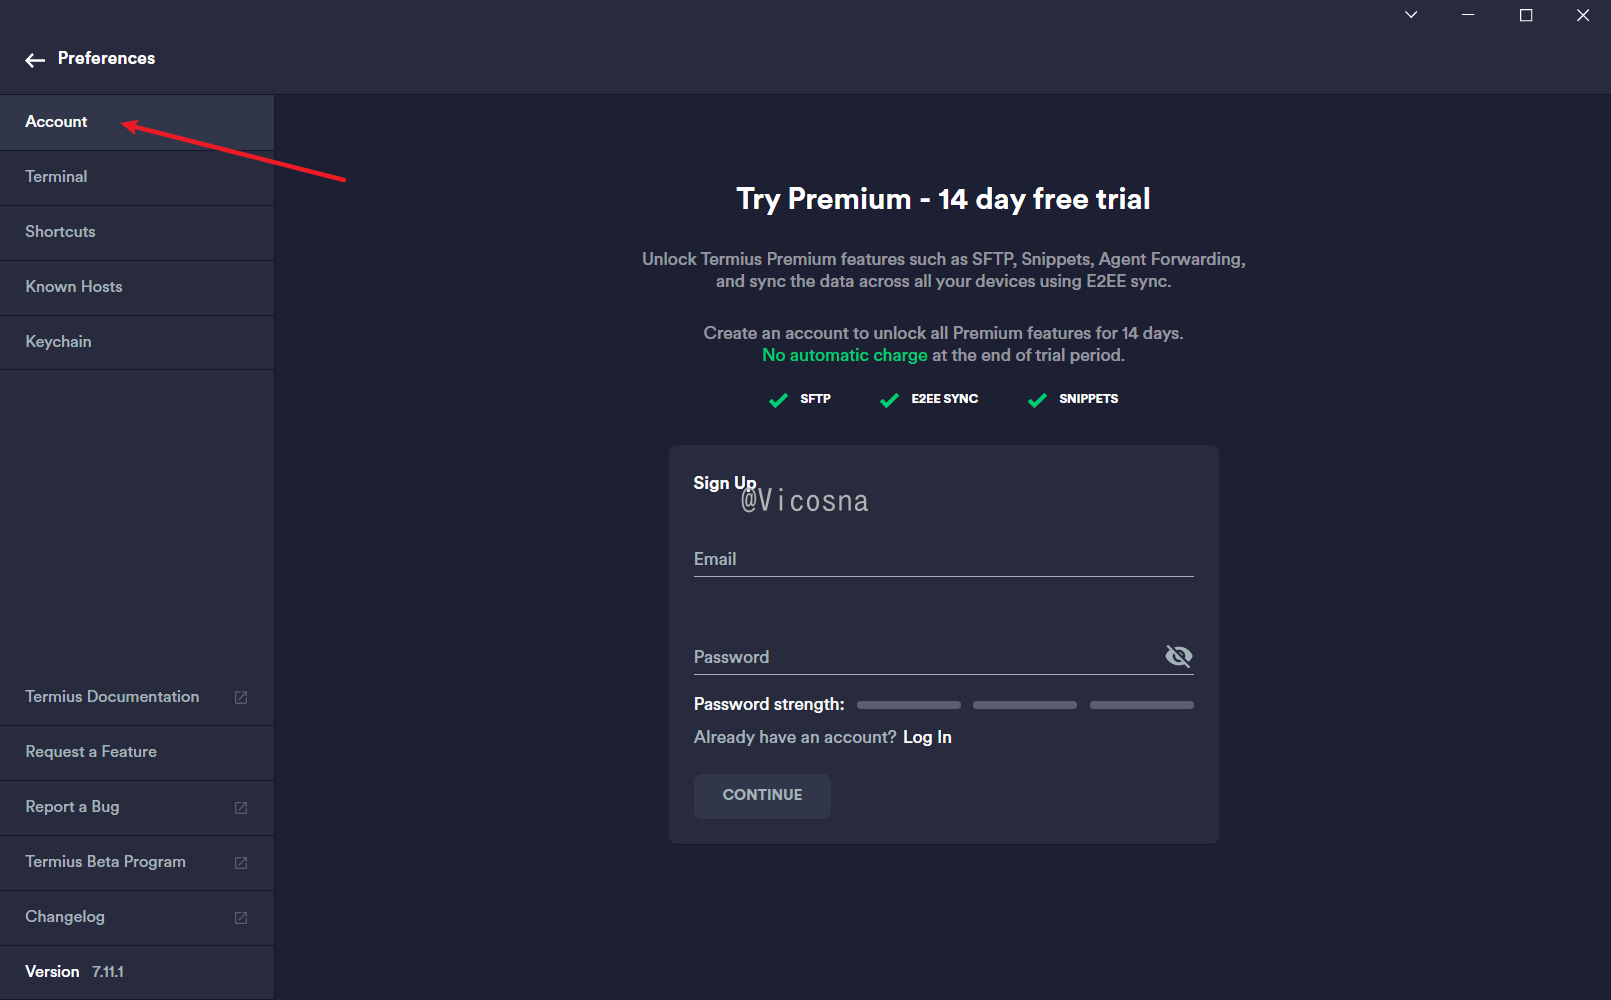 Preferences
Account
Terminal
Shortcuts
Known Hosts
Keychain
Termius Documentation
Request a Feature
Report a Bug
Termius Beta Program
Changelog
Version 7.11.1
Try Premium - 14 day free trial
Unlock Termius Premium features such as SFTP, Snippets, Agent Forwarding,
and sync the data across all your devices using E2EE sync.
Create an account to unlock all Premium features for 14 days.
No automatic charge at the end of trial period.
SFTP E2EE SYNC SNIPPETS
Sign Up
@Vicosna
Email
Password
Password strength:
Already have an account? Log In
CONTINUE